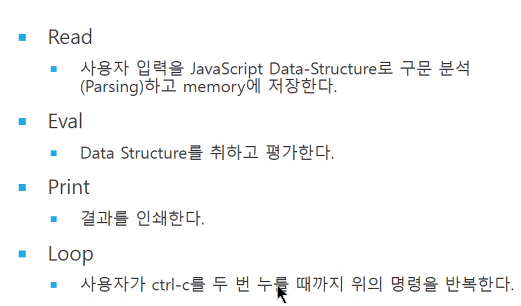 Read
사용자 입력을 JavaScript Data-Structure로 구문 분석
(Parsing)하고 memory에 저장한다.
Eval
Data Structure를 취하고 평가한다.
Print
결과를 인쇄한다.
Loop
사용자가 ctrl-c를 두 번 누를 때까지 위의 명령을 반복한다.